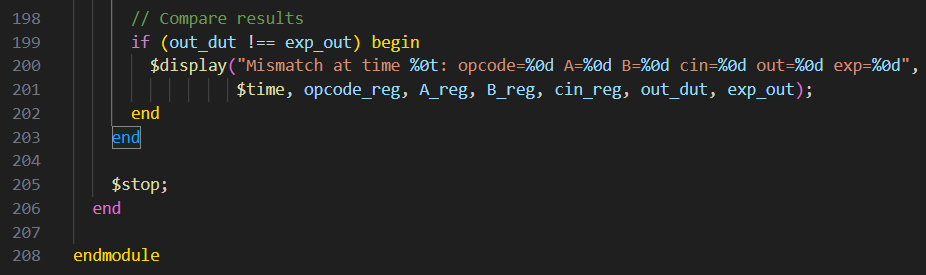 198 // Compare results
199 if (out_dut !== exp_out) begin
200 $display("Mismatch at time %0t: opcode=%0d A=%0d B=%0d cin=%0d out=%0d exp=%0d",
201 $time, opcode_reg, A_reg, B_reg, cin_reg, out_dut, exp_out);
202 end
203 end
204
205 $stop;
206 end
207
208 endmodule